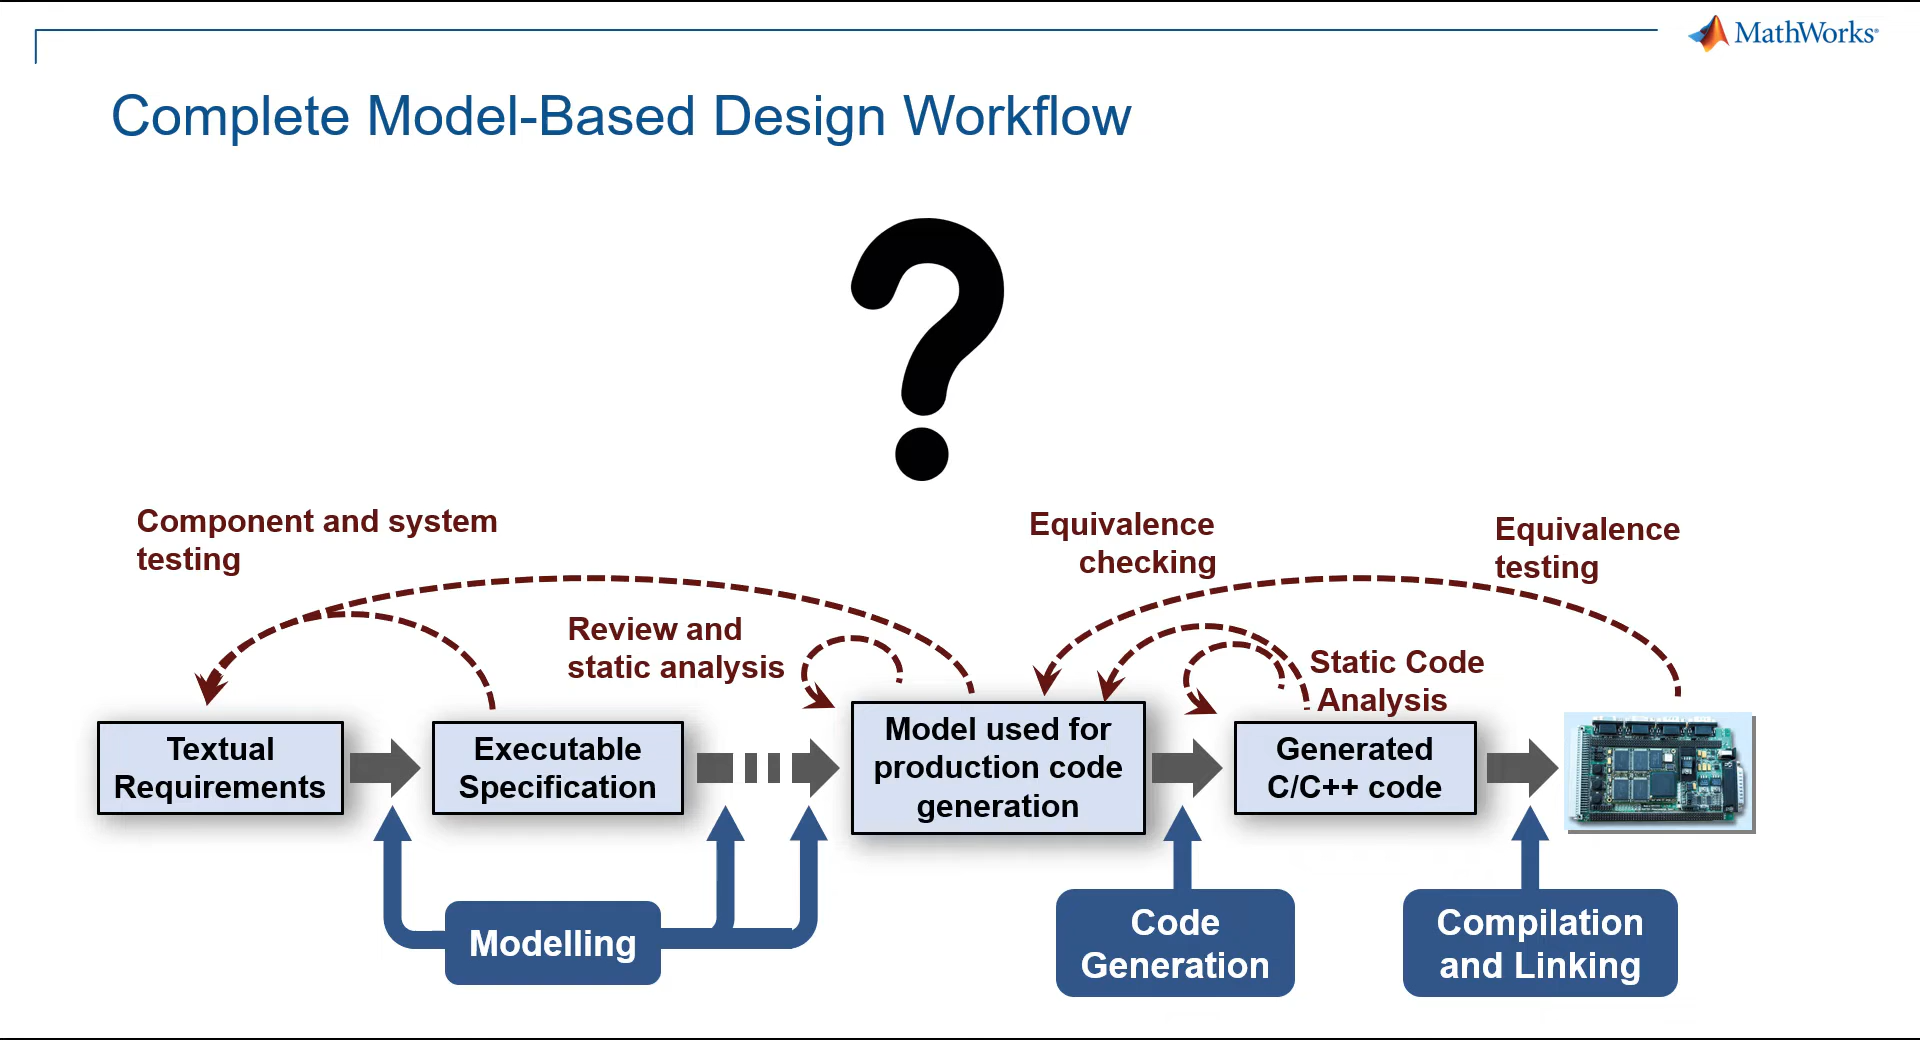 MathWorks®
Complete Model-Based Design Workflow
?
Component and system
testing
Equivalence
checking
Equivalence
testing
Review and
static analysis
Static Code
Analysis
Textual
Requirements
Executable
Specification
Model used for
production code
generation
Generated
C/C++ code
Modelling
Code
Generation
Compilation
and Linking